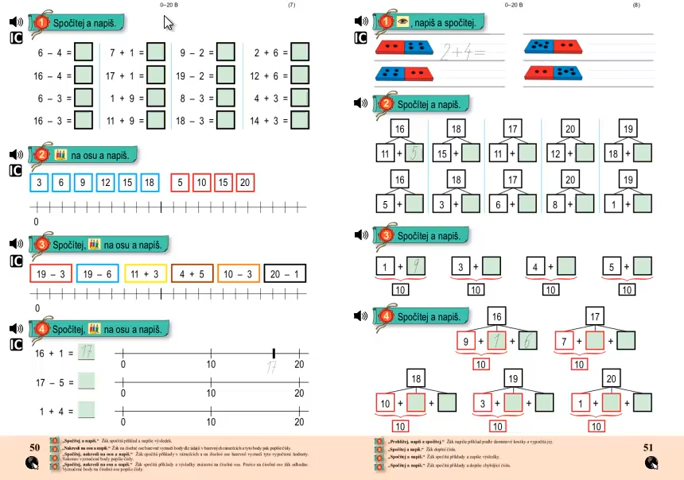 0–20 B (7)
1 Spočítej a napiš.
6 – 4 = 7 + 1 = 9 – 2 = 2 + 6 =
16 – 4 = 17 + 1 = 19 – 2 = 12 + 6 =
6 – 3 = 1 + 9 = 8 – 3 = 4 + 3 =
16 – 3 = 11 + 9 = 18 – 3 = 14 + 3 =
2 na osu a napiš.
3 6 9 12 15 18 5 10 15 20
0
3 Spočítej, na osu a napiš.
19 – 3 19 – 6 11 + 3 4 + 5 10 – 3 20 – 1
0
4 Spočítej, na osu a napiš.
16 + 1 = 17 0 10 20
17
17 – 5 = 0 10 20
1 + 4 = 0 10 20
50
0–20 B (8)
1 , napiš a spočítej.
2+4=
2 Spočítej a napiš.
16 18 17 20 19
11 + 5 15 + 11 + 12 + 18 +
16 18 17 20 19
5 + 3 + 6 + 8 + 1 +
3 Spočítej a napiš.
1 + 9 3 + 4 + 5 +
10 10 10 10
4 Spočítej a napiš.
16 17
9 + 1 + 6 7 + +
10 10
18 19 20
10 + + 3 + + 1 + +
10 10 10
51